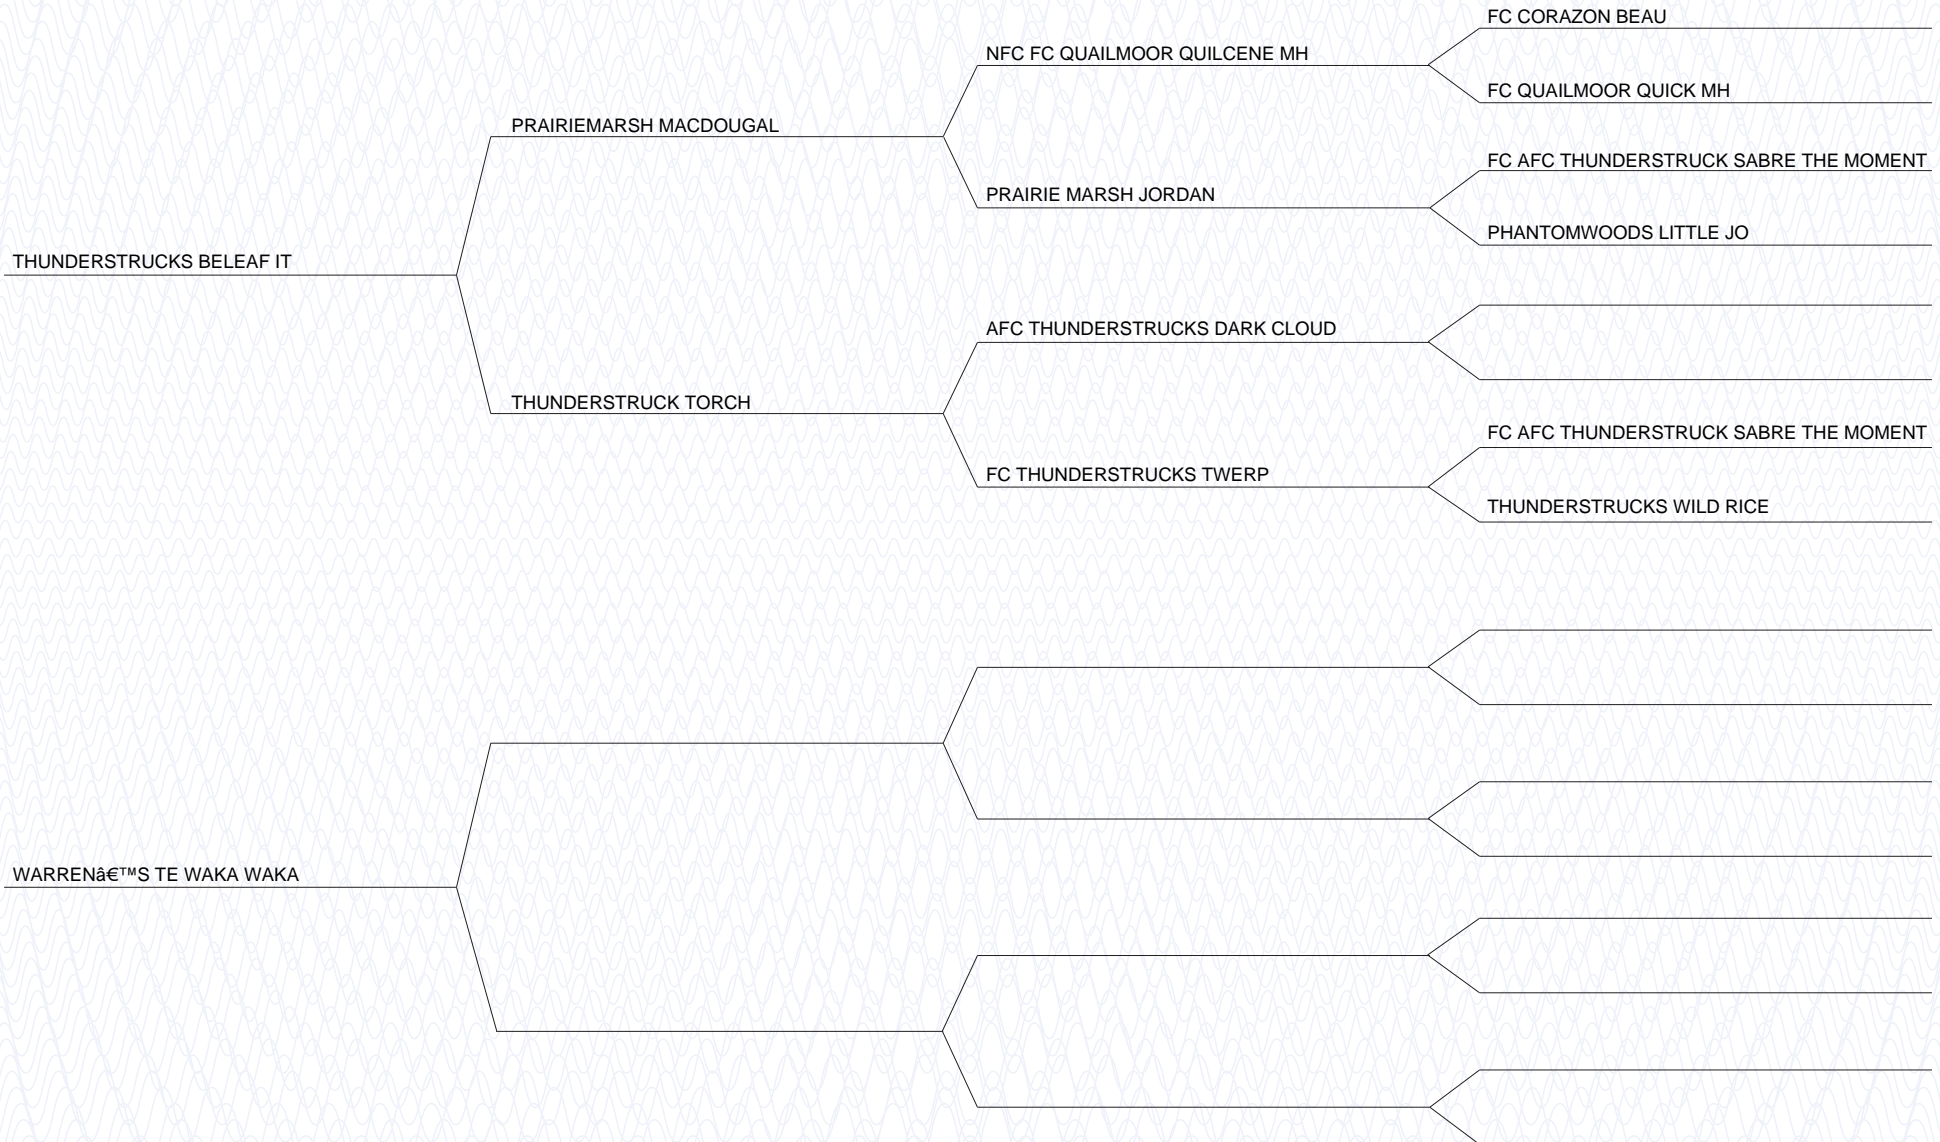 FC CORAZON BEAU
NFC FC QUAILMOOR QUILCENE MH
FC QUAILMOOR QUICK MH
PRAIRIEMARSH MACDOUGAL
FC AFC THUNDERSTRUCK SABRE THE MOMENT
PRAIRIE MARSH JORDAN
PHANTOMWOODS LITTLE JO
THUNDERSTRUCKS BELEAF IT
AFC THUNDERSTRUCKS DARK CLOUD
THUNDERSTRUCK TORCH
FC AFC THUNDERSTRUCK SABRE THE MOMENT
FC THUNDERSTRUCKS TWERP
THUNDERSTRUCKS WILD RICE
WARRENâ€™S TE WAKA WAKA